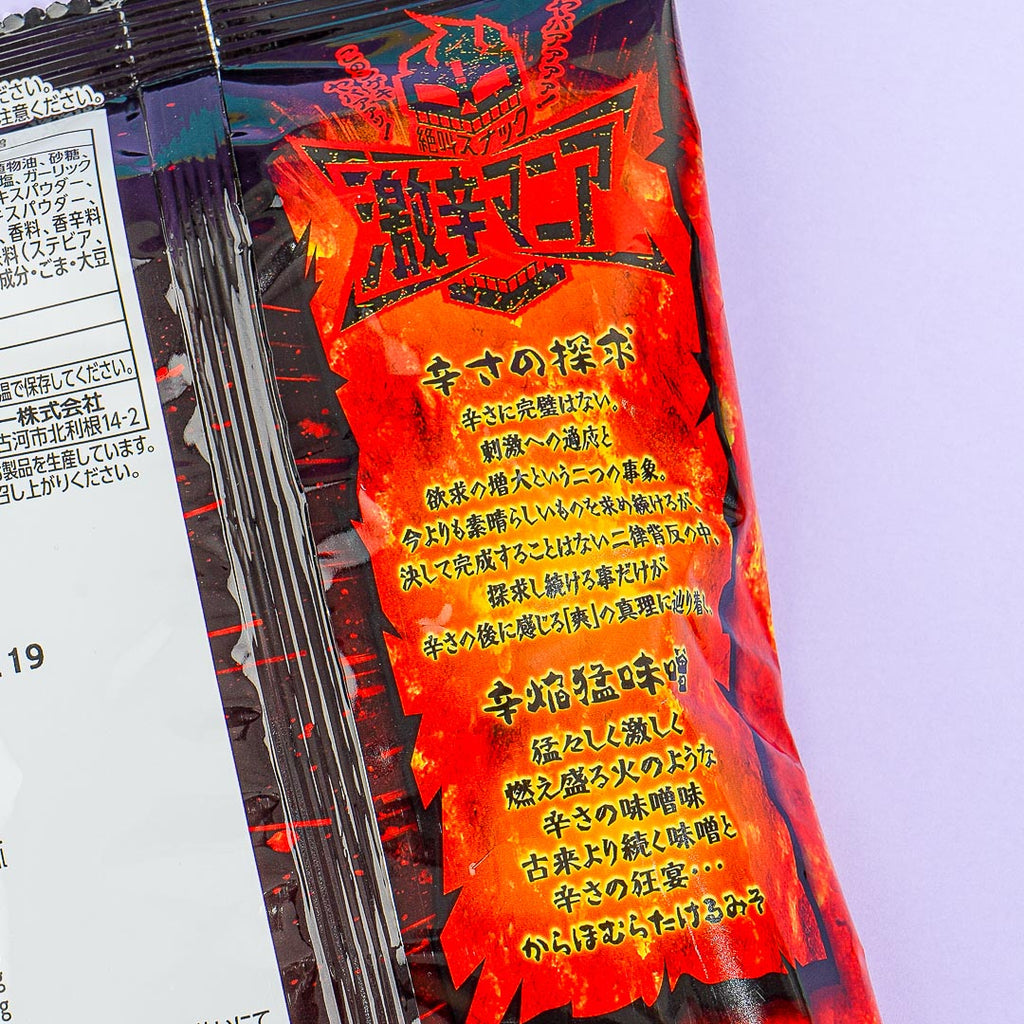 ださい。
注意ください。
植物油、砂糖、
塩、ガーリック
キスパウダー、
キスパウダー、
、香料、香辛料
味料(ステビア、
成分・ごま・大豆
温で保存してください。
ー株式会社
古河市北利根14-2
製品を生産しています。
召し上がりください。
19
g
g
にて
絶叫スナック
激辛マニア
辛さの探求
辛さに完璧はない。
刺激への適応と
欲求の増大という二つの事象。
今よりも素晴らしいものを求め続けるが、
決して完成することはない二律背反の中、
探求し続ける事だけが
辛さの後に感じる「爽」の真理に辿り着く。
辛焔猛味噌
猛々しく激しく
燃え盛る火のような
辛さの味噌味
古来より続く味噌と
辛さの狂宴・・・
からほむらたけるみそ